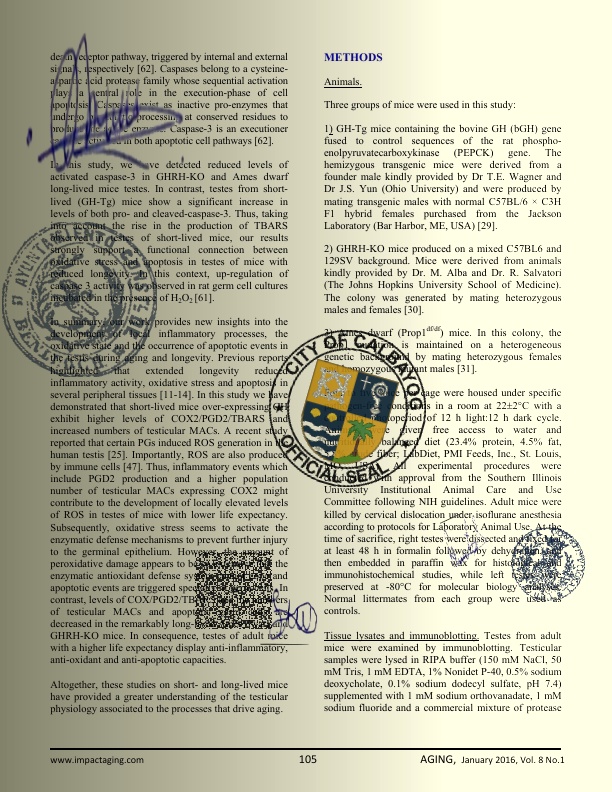 death receptor pathway, triggered by internal and external
signals, respectively [62]. Caspases belong to a cysteine-
aspartic acid protease family whose sequential activation
plays a central role in the execution-phase of cell
apoptosis. Caspases exist as inactive pro-enzymes that
undergo processing at conserved residues to
produce active enzymes. Caspase-3 is an executioner
in both apoptotic cell pathways [62].
In this study, we have detected reduced levels of
activated caspase-3 in GHRH-KO and Ames dwarf
long-lived mice testes. In contrast, testes from short-
lived (GH-Tg) mice show a significant increase in
levels of both pro- and cleaved-caspase-3. Thus, taking
into account the rise in the production of TBARS
observed in testes of short-lived mice, our results
strongly support a functional connection between
oxidative stress and apoptosis in testes of mice with
reduced longevity. In this context, up-regulation of
caspase 3 activity was observed in rat germ cell cultures
incubated in the presence of H₂O₂ [61].
In summary, our work provides new insights into the
development of local inflammatory processes, the
oxidative state and the occurrence of apoptotic events in
the testis during aging and longevity. Previous reports
highlighted that extended longevity reduced
inflammatory activity, oxidative stress and apoptosis in
several peripheral tissues [11-14]. In this study we have
demonstrated that short-lived mice over-expressing GH
exhibit higher levels of COX2/PGD2/TBARS and
increased numbers of testicular MACs. A recent study
reported that certain PGs induced ROS generation in the
human testis [25]. Importantly, ROS are also produced
by immune cells [47]. Thus, inflammatory events which
include PGD2 production and a higher population
number of testicular MACs expressing COX2 might
contribute to the development of locally elevated levels
of ROS in testes of mice with lower life expectancy.
Subsequently, oxidative stress seems to activate the
enzymatic defense mechanisms to prevent further injury
to the germinal epithelium. However, the amount of
peroxidative damage appears to be the
enzymatic antioxidant defense system and
apoptotic events are triggered In
contrast, levels of COX/PGD2/TBARS numbers
of testicular MACs and apoptotic
decreased in the remarkably long-lived and
GHRH-KO mice. In consequence, testes of adult mice
with a higher life expectancy display anti-inflammatory,
anti-oxidant and anti-apoptotic capacities.
Altogether, these studies on short- and long-lived mice
have provided a greater understanding of the testicular
physiology associated to the processes that drive aging.
METHODS
Animals.
Three groups of mice were used in this study:
1) GH-Tg mice containing the bovine GH (bGH) gene
fused to control sequences of the rat phospho-
enolpyruvatecarboxykinase (PEPCK) gene. The
hemizygous transgenic mice were derived from a
founder male kindly provided by Dr T.E. Wagner and
Dr J.S. Yun (Ohio University) and were produced by
mating transgenic males with normal C57BL/6 × C3H
F1 hybrid females purchased from the Jackson
Laboratory (Bar Harbor, ME, USA) [29].
2) GHRH-KO mice produced on a mixed C57BL6 and
129SV background. Mice were derived from animals
kindly provided by Dr. M. Alba and Dr. R. Salvatori
(The Johns Hopkins University School of Medicine).
The colony was generated by mating heterozygous
males and females [30].
3) Ames dwarf (Prop1df/df) mice. In this colony, the
Prop1 mutation is maintained on a heterogeneous
genetic background by mating heterozygous females
and homozygous mutant males [31].
per cage were housed under specific
conditions in a room at 22±2°C with a
period of 12 h light:12 h dark cycle.
given free access to water and
balanced diet (23.4% protein, 4.5% fat,
fiber; LabDiet, PMI Feeds, Inc., St. Louis,
MO, USA). All experimental procedures were
conducted with approval from the Southern Illinois
University Institutional Animal Care and Use
Committee following NIH guidelines. Adult mice were
killed by cervical dislocation under isoflurane anesthesia
according to protocols for Laboratory Animal Use. At the
time of sacrifice, right testes were dissected and fixed for
at least 48 h in formalin followed by dehydration and
then embedded in paraffin wax for histology and
immunohistochemical studies, while left testes were
preserved at -80°C for molecular biology analyses.
Normal littermates from each group were used as
controls.
Tissue lysates and immunoblotting. Testes from adult
mice were examined by immunoblotting. Testicular
samples were lysed in RIPA buffer (150 mM NaCl, 50
mM Tris, 1 mM EDTA, 1% Nonidet P-40, 0.5% sodium
deoxycholate, 0.1% sodium dodecyl sulfate, pH 7.4)
supplemented with 1 mM sodium orthovanadate, 1 mM
sodium fluoride and a commercial mixture of protease
CITY OF MALABUYOC
OFFICIAL SEAL
www.impactaging.com 105 AGING, January 2016, Vol. 8 No.1